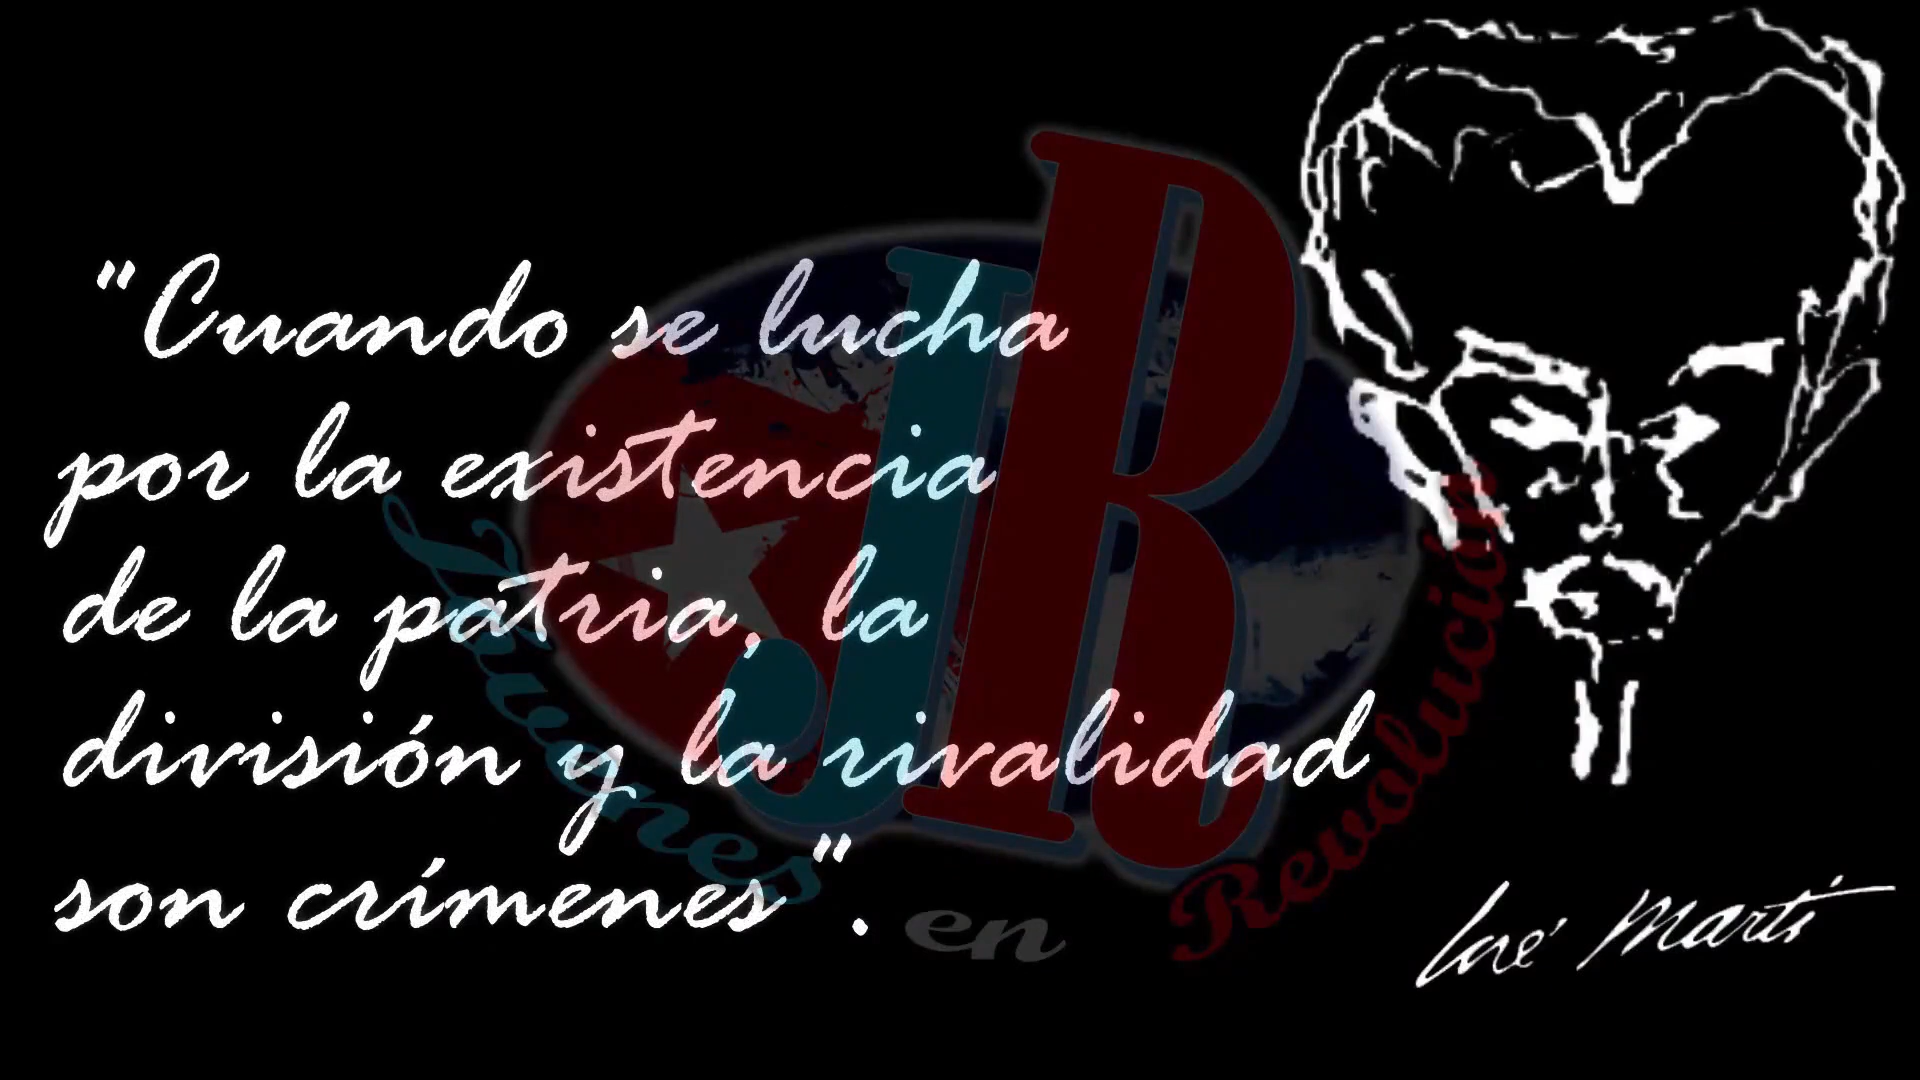 “Cuando se lucha
por la existencia
de la patria, la
división y la rivalidad
son crímenes”.
José Martí
JR
Jóvenes en Revolución